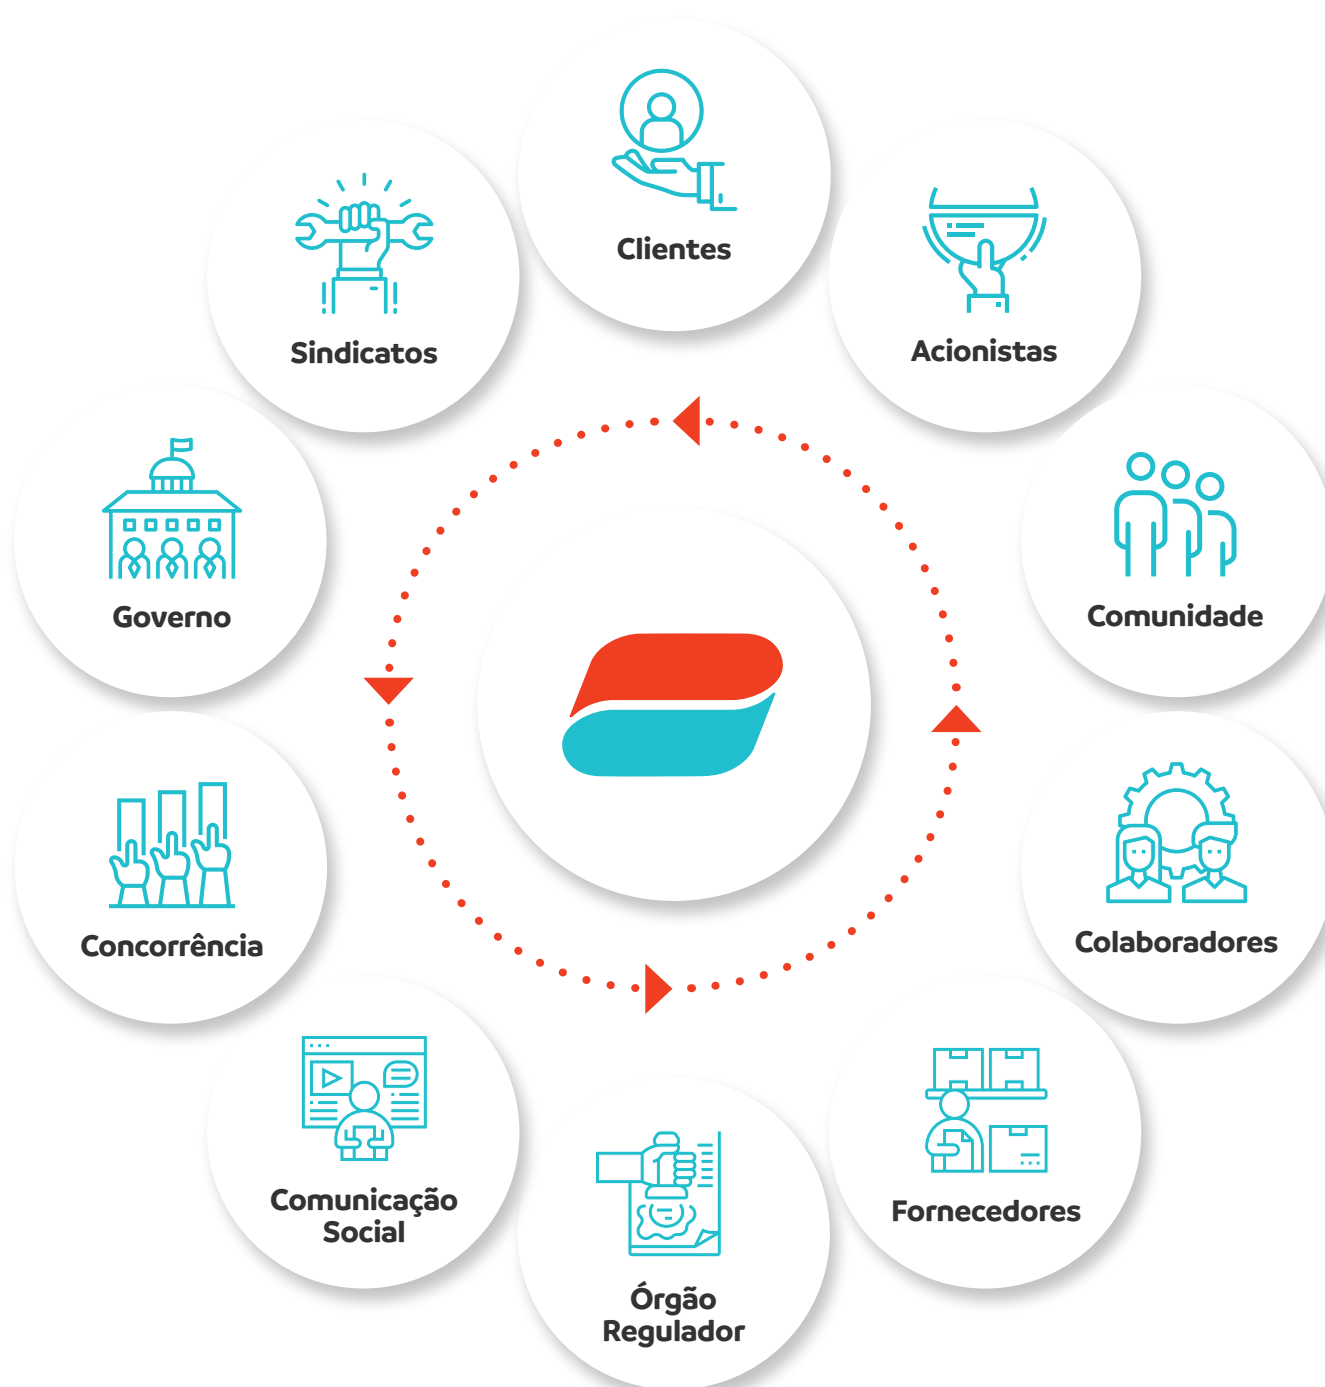 Clientes
Sindicatos
Acionistas
Governo
Comunidade
Concorrência
Colaboradores
Comunicação
Social
Fornecedores
Órgão
Regulador